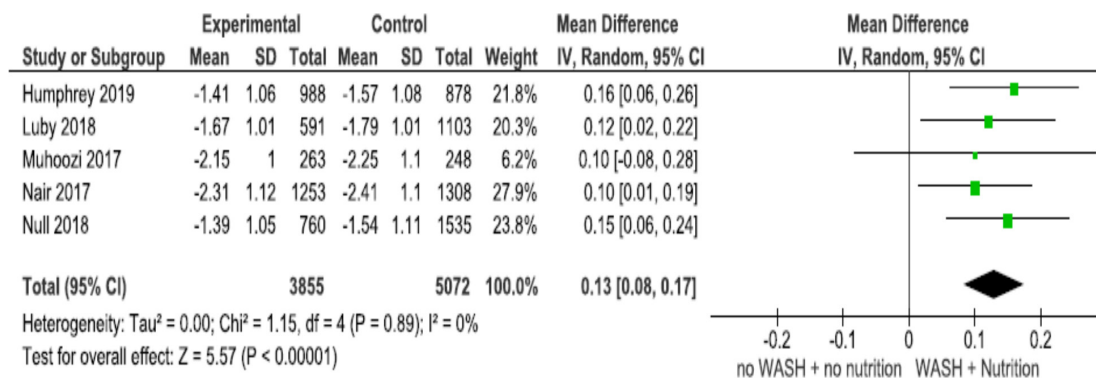 Experimental Control Mean Difference Mean Difference
Study or Subgroup Mean SD Total Mean SD Total Weight IV, Random, 95% CI IV, Random, 95% CI
Humphrey 2019 -1.41 1.06 988 -1.57 1.08 878 21.8% 0.16 [0.06, 0.26]
Luby 2018 -1.67 1.01 591 -1.79 1.01 1103 20.3% 0.12 [0.02, 0.22]
Muhoozi 2017 -2.15 1 263 -2.25 1.1 248 6.2% 0.10 [-0.08, 0.28]
Nair 2017 -2.31 1.12 1253 -2.41 1.1 1308 27.9% 0.10 [0.01, 0.19]
Null 2018 -1.39 1.05 760 -1.54 1.11 1535 23.8% 0.15 [0.06, 0.24]
Total (95% CI) 3855 5072 100.0% 0.13 [0.08, 0.17]
Heterogeneity: Tau² = 0.00; Chi² = 1.15, df = 4 (P = 0.89); I² = 0%
Test for overall effect: Z = 5.57 (P < 0.00001)
-0.2 -0.1 0 0.1 0.2
no WASH + no nutrition WASH + Nutrition